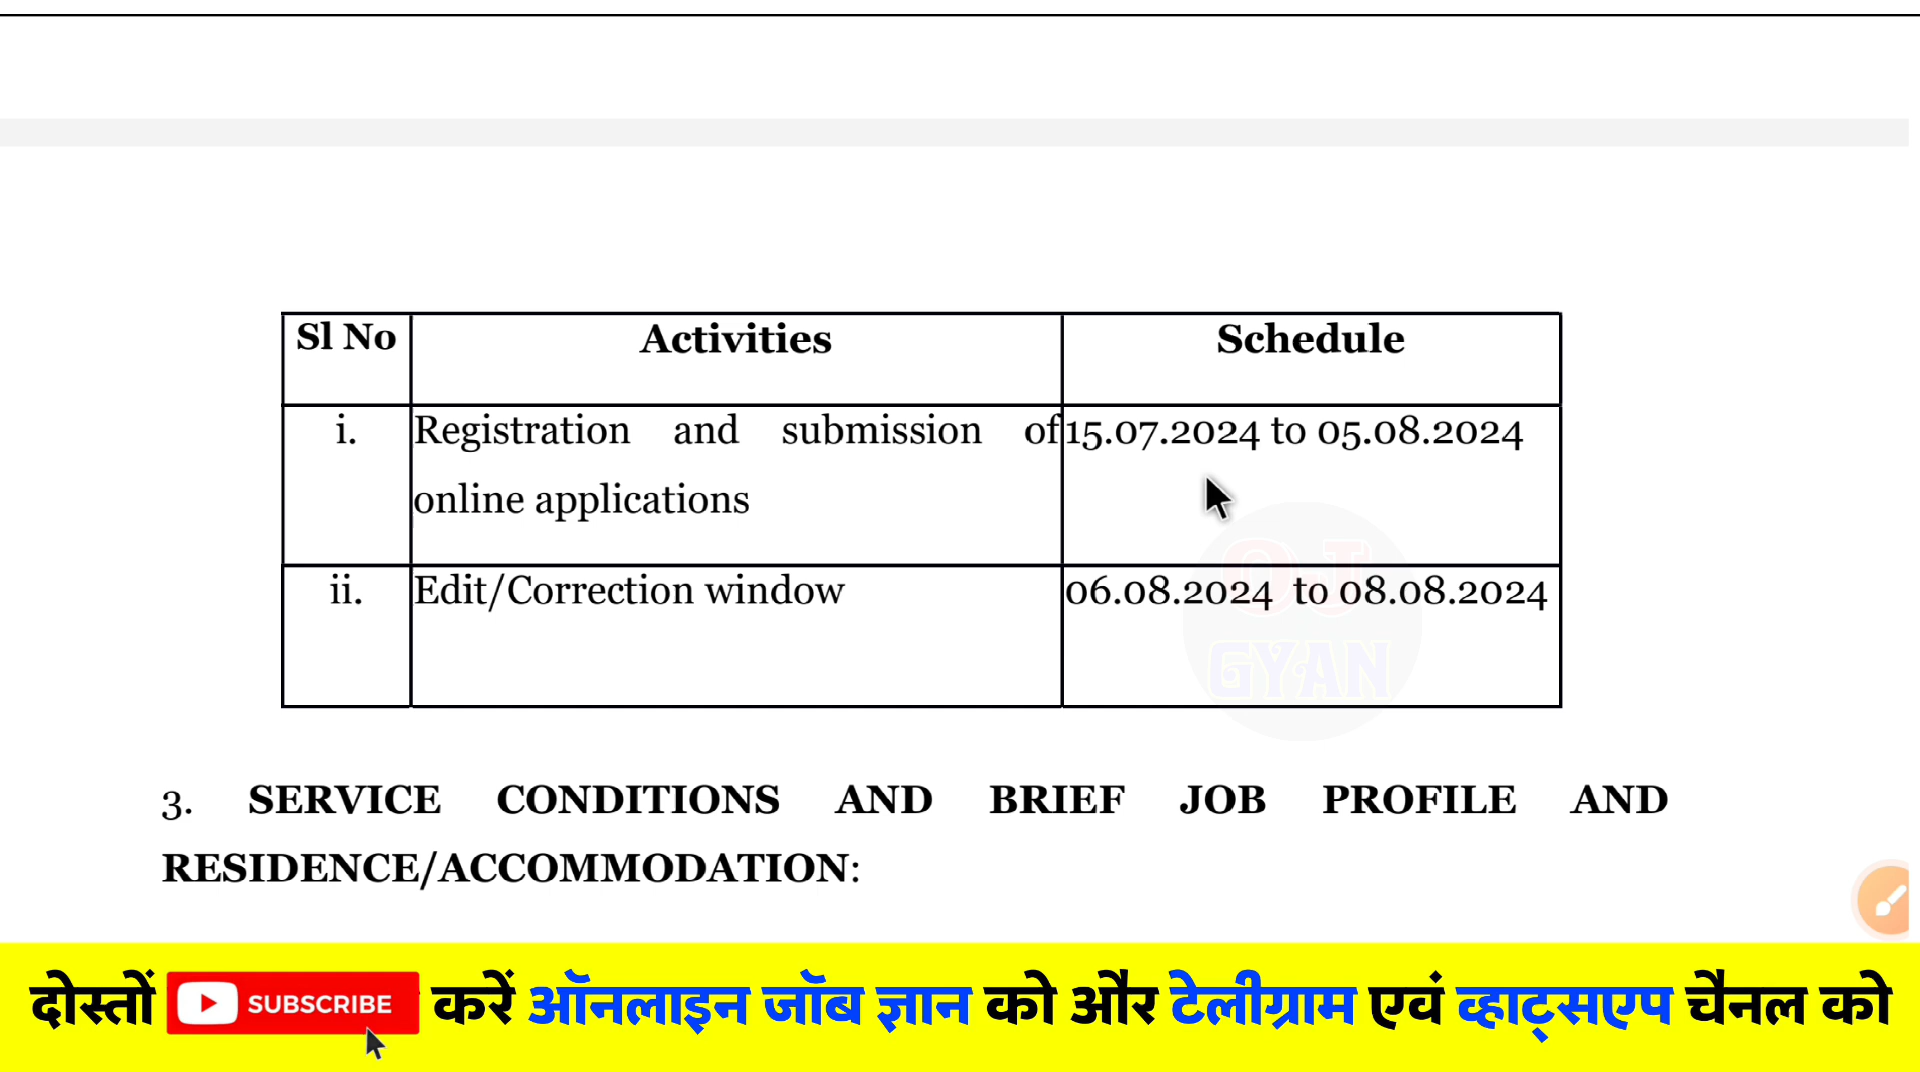 Sl No Activities Schedule
i. Registration and submission of 15.07.2024 to 05.08.2024
online applications
ii. Edit/Correction window 06.08.2024 to 08.08.2024
OJ
GYAN
3. SERVICE CONDITIONS AND BRIEF JOB PROFILE AND
RESIDENCE/ACCOMMODATION:
दोस्तों SUBSCRIBE करें ऑनलाइन जॉब ज्ञान को और टेलीग्राम एवं व्हाट्सएप चैनल को